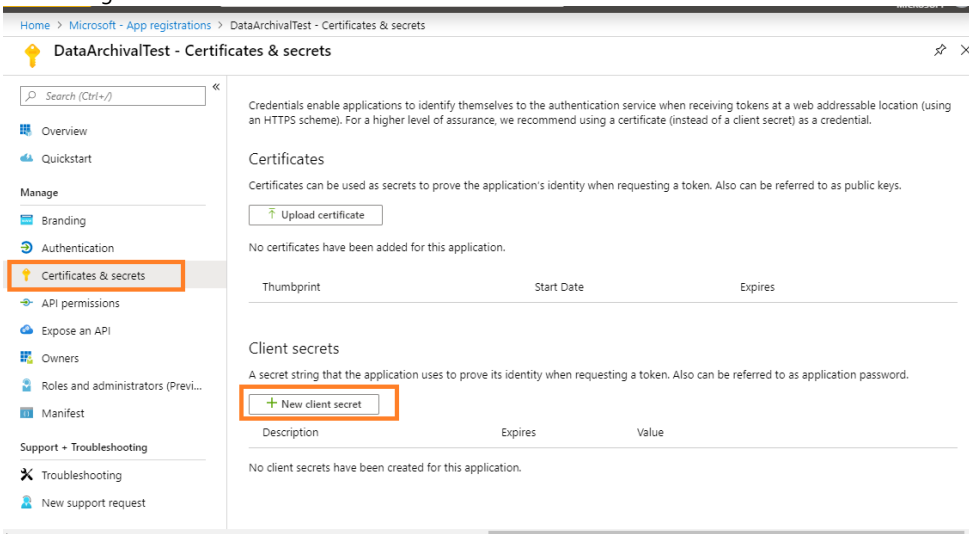 Home > Microsoft - App registrations > DataArchivalTest - Certificates & secrets
DataArchivalTest - Certificates & secrets
Search (Ctrl+/)
Overview
Quickstart
Manage
Branding
Authentication
Certificates & secrets
API permissions
Expose an API
Owners
Roles and administrators (Previ...
Manifest
Support + Troubleshooting
Troubleshooting
New support request
Credentials enable applications to identify themselves to the authentication service when receiving tokens at a web addressable location (using
an HTTPS scheme). For a higher level of assurance, we recommend using a certificate (instead of a client secret) as a credential.
Certificates
Certificates can be used as secrets to prove the application's identity when requesting a token. Also can be referred to as public keys.
Upload certificate
No certificates have been added for this application.
Thumbprint Start Date Expires
Client secrets
A secret string that the application uses to prove its identity when requesting a token. Also can be referred to as application password.
+ New client secret
Description Expires Value
No client secrets have been created for this application.